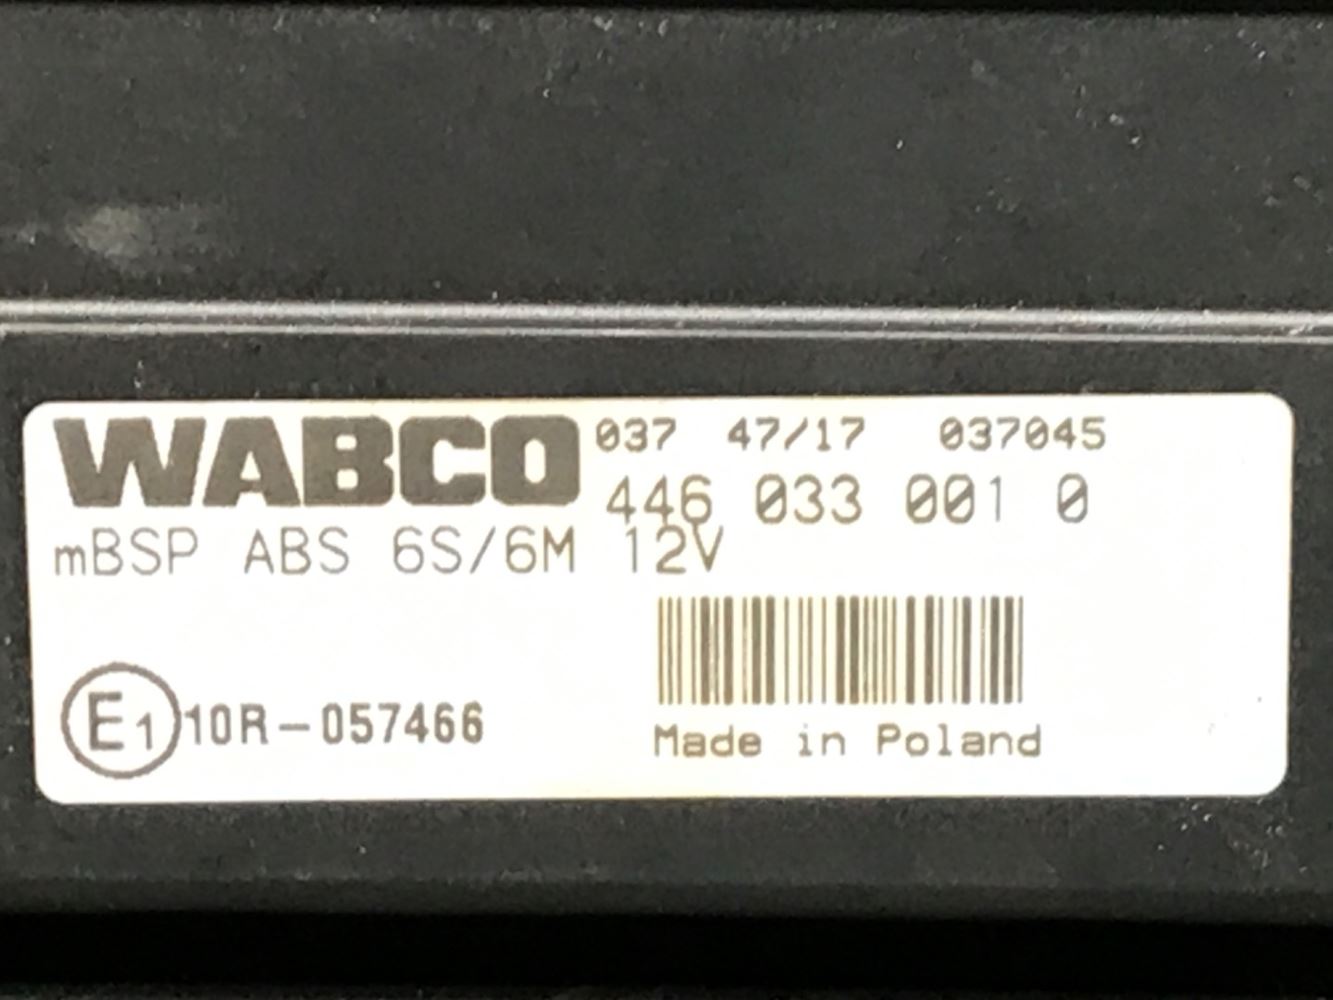 WABCO 037 47/17 037045
446 033 001 0
mBSP ABS 6S/6M 12V
E1 10R-057466
Made in Poland